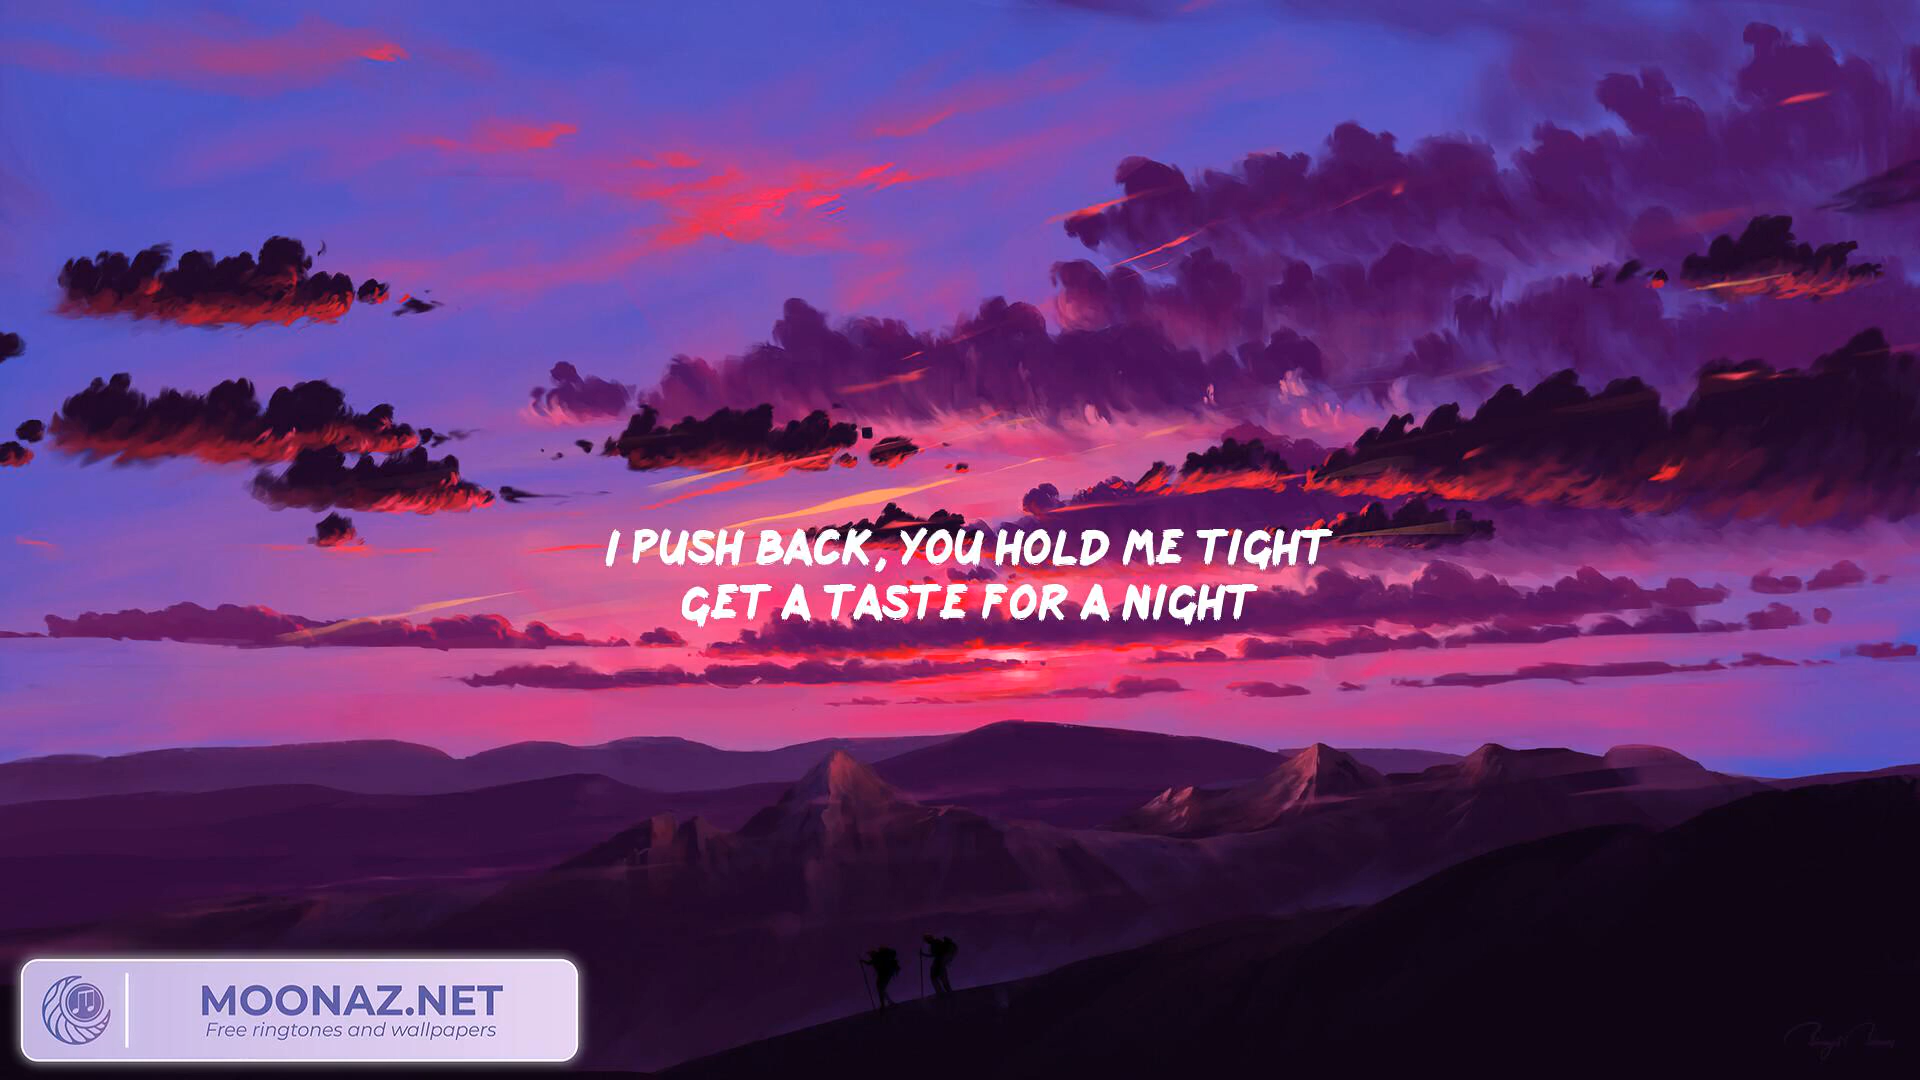 I PUSH BACK, YOU HOLD ME TIGHT
GET A TASTE FOR A NIGHT
MOONAZ.NET
Free ringtones and wallpapers